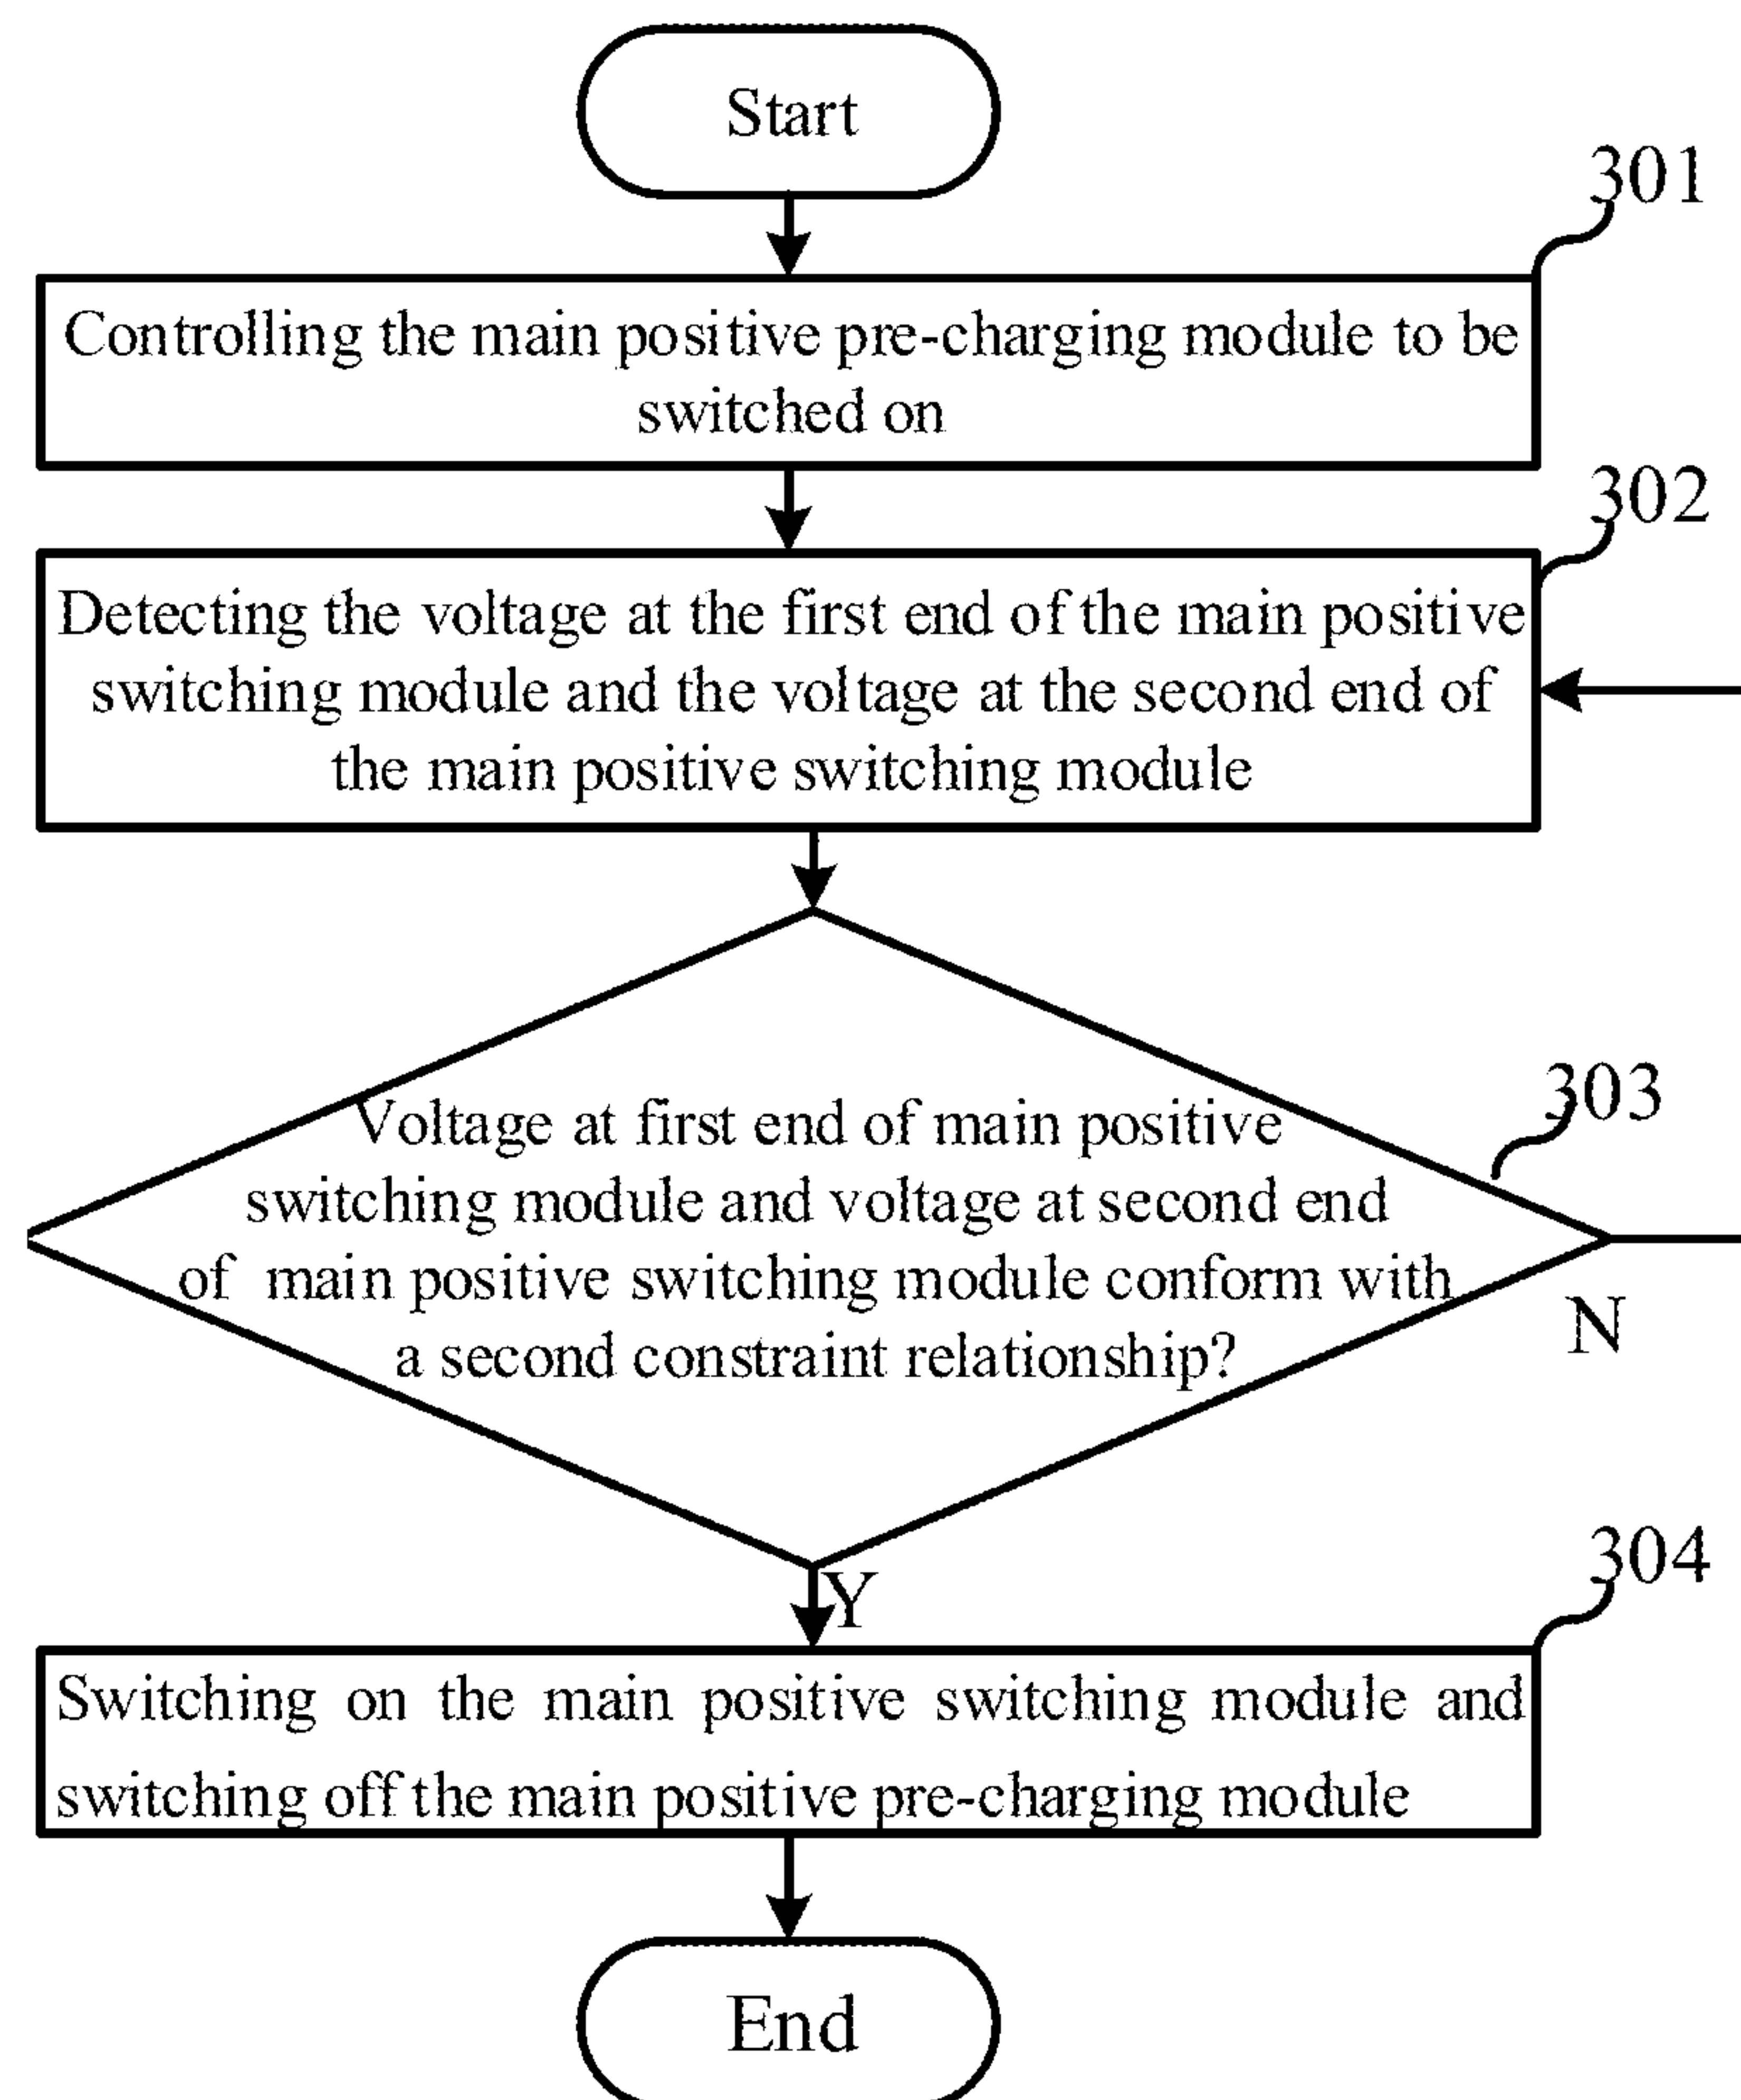 Start
301
Controlling the main positive pre-charging module to be
switched on
302
Detecting the voltage at the first end of the main positive
switching module and the voltage at the second end of
the main positive switching module
303
Voltage at first end of main positive
switching module and voltage at second end
of main positive switching module conform with
a second constraint relationship?
N
Y
304
Switching on the main positive switching module and
switching off the main positive pre-charging module
End